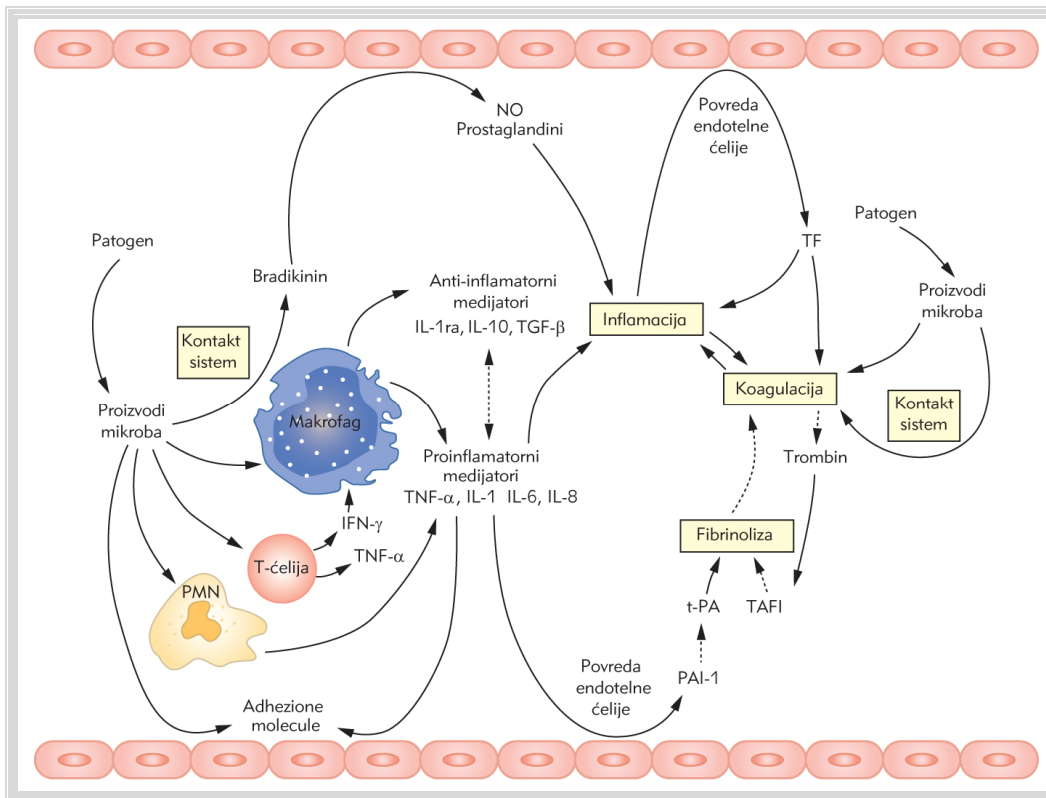 NO
Prostaglandini
Povreda
endotelne
ćelije
Patogen
TF
Patogen
Bradikinin
Anti-inflamatorni
medijatori
IL-1ra, IL-10, TGF-β
Proizvodi
mikroba
Inflamacija
Kontakt
sistem
Koagulacija
Kontakt
sistem
Proizvodi
mikroba
Makrofag
Proinflamatorni
medijatori
TNF-α, IL-1 IL-6, IL-8
Trombin
IFN-γ
TNF-α
T-ćelija
Fibrinoliza
PMN
t-PA
TAFI
Povreda
endotelne
ćelije
PAI-1
Adhezione
molecule